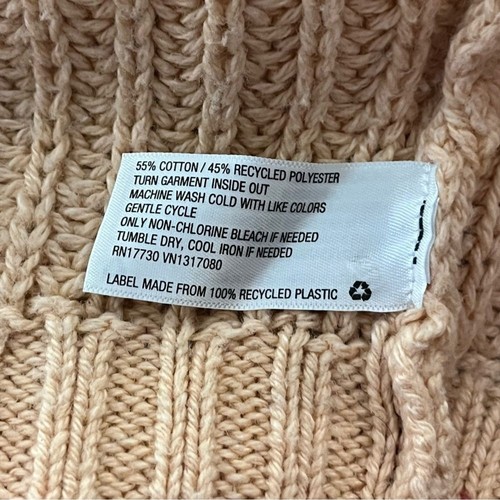 55% COTTON / 45% RECYCLED POLYESTER
TURN GARMENT INSIDE OUT
MACHINE WASH COLD WITH LIKE COLORS
GENTLE CYCLE
ONLY NON-CHLORINE BLEACH IF NEEDED
TUMBLE DRY, COOL IRON IF NEEDED
RN17730 VN1317080
LABEL MADE FROM 100% RECYCLED PLASTIC